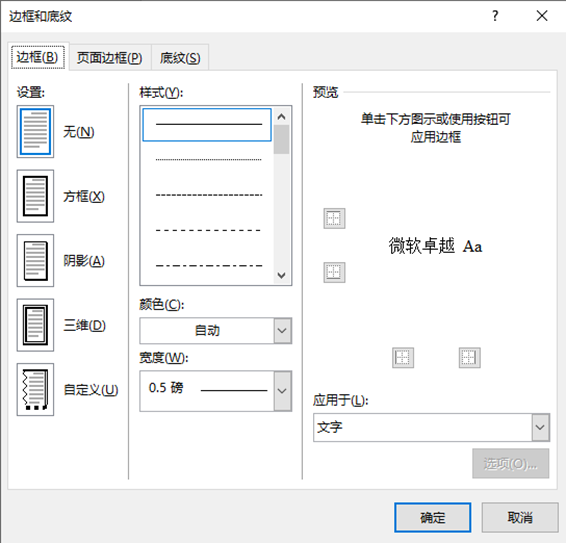 边框和底纹
?
边框(B)
页面边框(P)
底纹(S)
设置:
无(N)
方框(X)
阴影(A)
三维(D)
自定义(U)
样式(Y):
颜色(C):
自动
宽度(W):
0.5 磅
预览
单击下方图示或使用按钮可
应用边框
微软卓越 Aa
应用于(L):
文字
选项(O)...
确定
取消